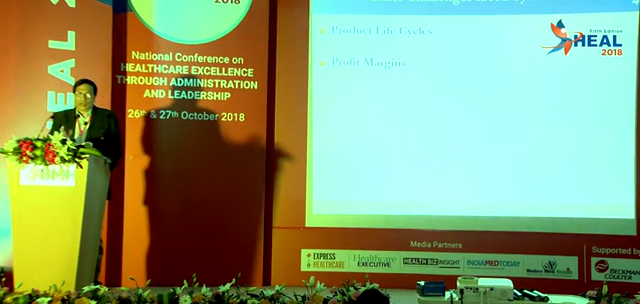 2018
HEAL 2
National Conference on
HEALTHCARE EXCELLENCE
THROUGH ADMINISTRATION
AND LEADERSHIP
26th & 27th October 2018
Product Life Cycles
Profit Margins
Fifth Edition
HEAL
2018
Media Partners
EXPRESS
HEALTHCARE
Healthcare
EXECUTIVE
HEALTH BIZ INSIGHT
INDIAMEDTODAY
Supported by
BECKMAN
COULTER